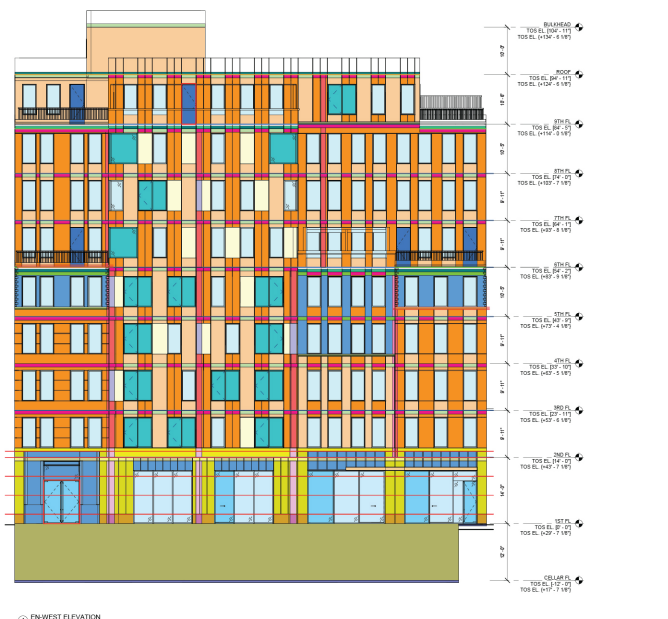 BULKHEAD
TOS EL. [104' - 11"]
TOS EL. (+134' - 6 1/8")
10'-0"
ROOF
TOS EL. [94' - 11"]
TOS EL. (+124' - 6 1/8")
10'-6"
9TH FL
TOS EL. [84' - 5"]
TOS EL. (+114' - 0 1/8")
10'-5"
8TH FL
TOS EL. [74' - 0"]
TOS EL. (+103' - 7 1/8")
9'-11"
7TH FL
TOS EL. [64' - 1"]
TOS EL. (+93' - 8 1/8")
9'-11"
6TH FL
TOS EL. [54' - 2"]
TOS EL. (+83' - 9 1/8")
10'-5"
5TH FL
TOS EL. [43' - 9"]
TOS EL. (+73' - 4 1/8")
9'-11"
4TH FL
TOS EL. [33' - 10"]
TOS EL. (+63' - 5 1/8")
9'-11"
3RD FL
TOS EL. [23' - 11"]
TOS EL. (+53' - 6 1/8")
9'-11"
2ND FL
TOS EL. [14' - 0"]
TOS EL. (+43' - 7 1/8")
14'-0"
1ST FL
TOS EL. [0' - 0"]
TOS EL. (+29' - 7 1/8")
12'-0"
CELLAR FL
TOS EL. [-12' - 0"]
TOS EL. (+17' - 7 1/8")
EN-WEST ELEVATION